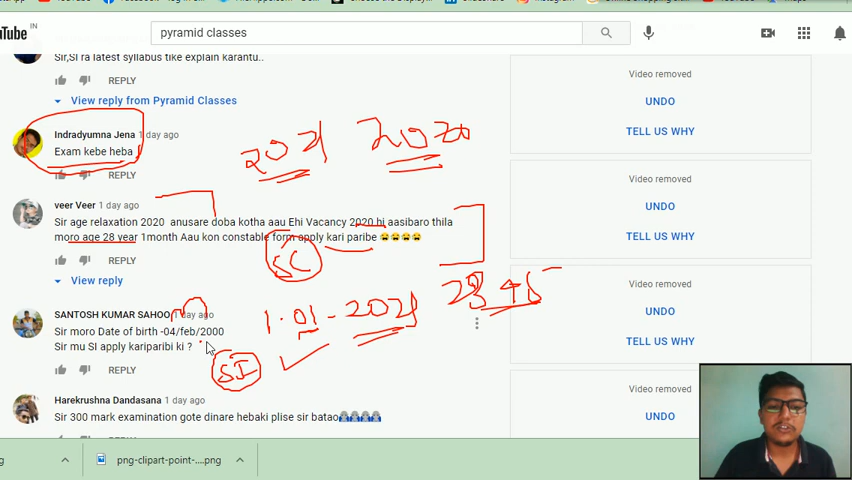 YouTube IN
pyramid classes
Sir,SI ra latest syllabus tike explain karantu..
REPLY
View reply from Pyramid Classes
Indradyumna Jena 1 day ago
Exam kebe heba
REPLY
2021 2020
veer Veer 1 day ago
Sir age relaxation 2020 anusare doba kotha aau Ehi Vacancy 2020 hi aasibaro thila
moro age 28 year 1month Aau kon constable form apply kari paribe 😭😭😭😭
SC
REPLY
View reply
SANTOSH KUMAR SAHOO 1 day ago
Sir moro Date of birth -04/feb/2000
Sir mu SI apply kariparibi ki ?
REPLY
1.01-2021
SI
Harekrushna Dandasana 1 day ago
Sir 300 mark examination gote dinare hebaki plise sir batao
REPLY
Video removed
UNDO
TELL US WHY
Video removed
UNDO
TELL US WHY
Video removed
UNDO
TELL US WHY
Video removed
UNDO
png-clipart-point-....png